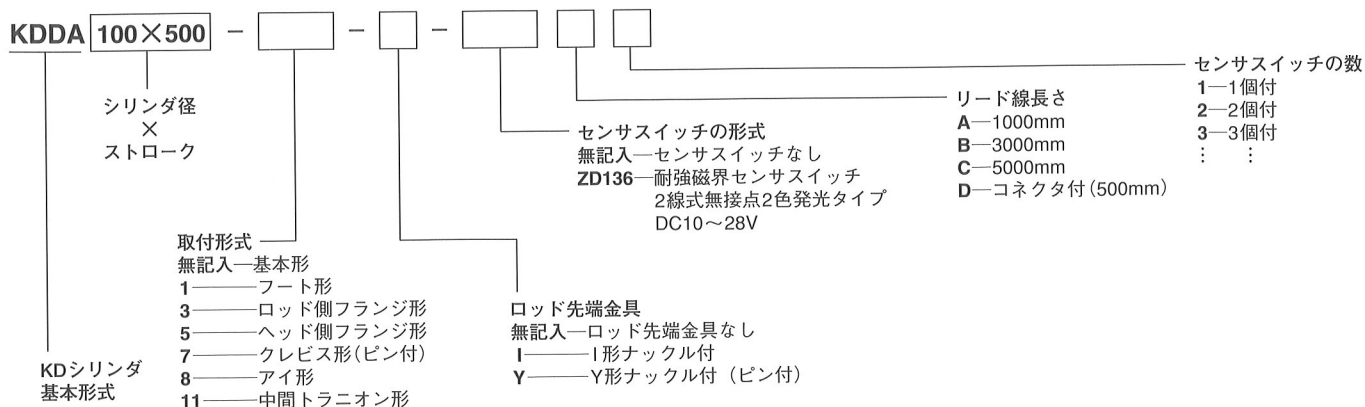 KDDA 100×500 － － －
シリンダ径
×
ストローク
センサスイッチの数
1―1個付
2―2個付
3―3個付
⋮ ⋮
リード線長さ
A―1000mm
B―3000mm
C―5000mm
D―コネクタ付(500mm)
センサスイッチの形式
無記入―センサスイッチなし
ZD136―耐強磁界センサスイッチ
2線式無接点2色発光タイプ
DC10～28V
取付形式
無記入―基本形
1―フート形
3―ロッド側フランジ形
5―ヘッド側フランジ形
7―クレビス形(ピン付)
8―アイ形
11―中間トラニオン形
ロッド先端金具
無記入―ロッド先端金具なし
I―I形ナックル付
Y―Y形ナックル付（ピン付）
KDシリンダ
基本形式